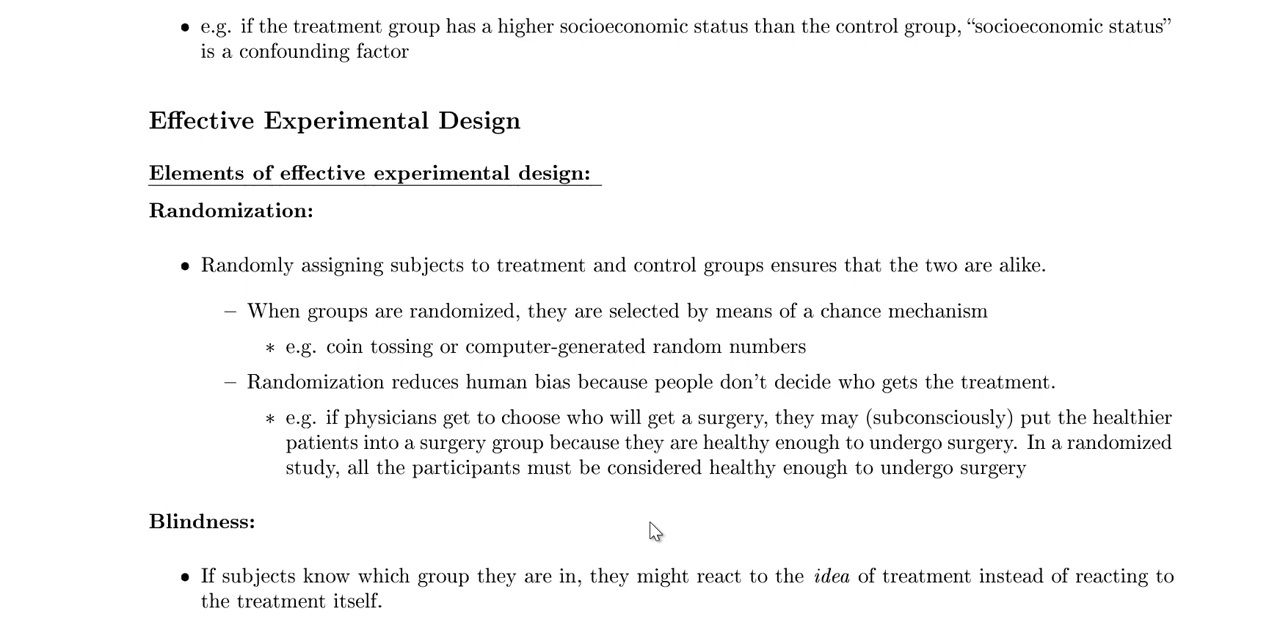 • e.g. if the treatment group has a higher socioeconomic status than the control group, “socioeconomic status”
is a confounding factor
Effective Experimental Design
Elements of effective experimental design:
Randomization:
• Randomly assigning subjects to treatment and control groups ensures that the two are alike.
– When groups are randomized, they are selected by means of a chance mechanism
∗ e.g. coin tossing or computer-generated random numbers
– Randomization reduces human bias because people don’t decide who gets the treatment.
∗ e.g. if physicians get to choose who will get a surgery, they may (subconsciously) put the healthier
patients into a surgery group because they are healthy enough to undergo surgery. In a randomized
study, all the participants must be considered healthy enough to undergo surgery
Blindness:
• If subjects know which group they are in, they might react to the idea of treatment instead of reacting to
the treatment itself.